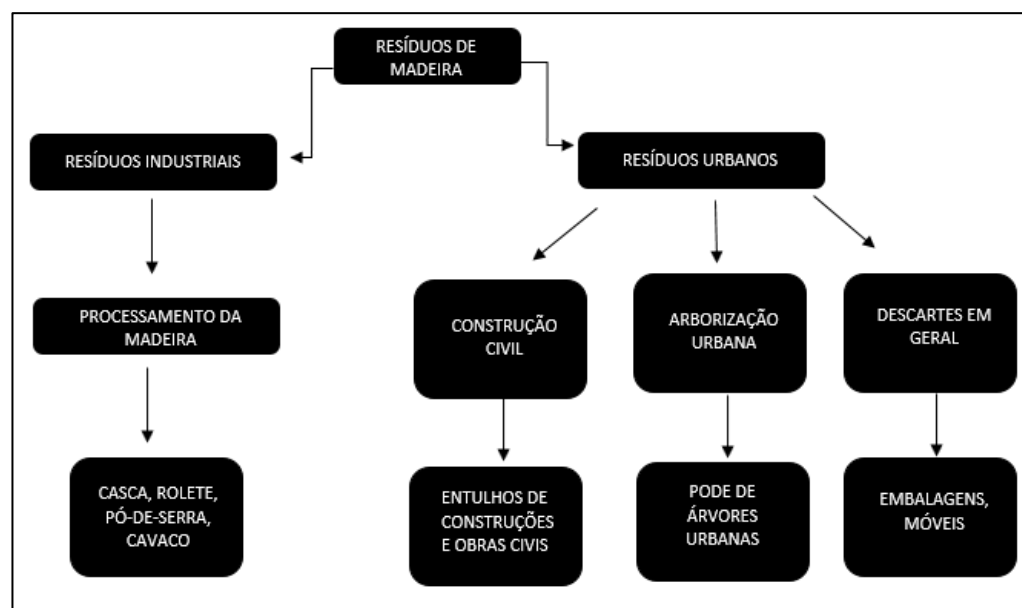 RESÍDUOS DE
MADEIRA
RESÍDUOS INDUSTRIAIS
RESÍDUOS URBANOS
PROCESSAMENTO DA
MADEIRA
CONSTRUÇÃO
CIVIL
ARBORIZAÇÃO
URBANA
DESCARTES EM
GERAL
CASCA, ROLETE,
PÓ-DE-SERRA,
CAVACO
ENTULHOS DE
CONSTRUÇÕES
E OBRAS CIVIS
PODE DE
ÁRVORES
URBANAS
EMBALAGENS,
MÓVEIS